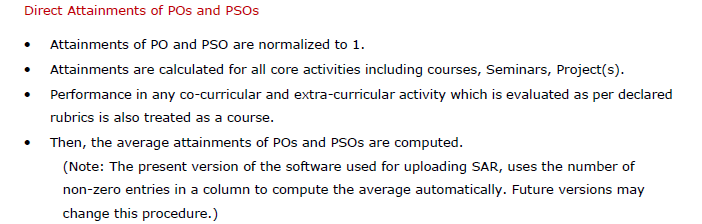 Direct Attainments of POs and PSOs
• Attainments of PO and PSO are normalized to 1.
• Attainments are calculated for all core activities including courses, Seminars, Project(s).
• Performance in any co-curricular and extra-curricular activity which is evaluated as per declared
rubrics is also treated as a course.
• Then, the average attainments of POs and PSOs are computed.
(Note: The present version of the software used for uploading SAR, uses the number of
non-zero entries in a column to compute the average automatically. Future versions may
change this procedure.)